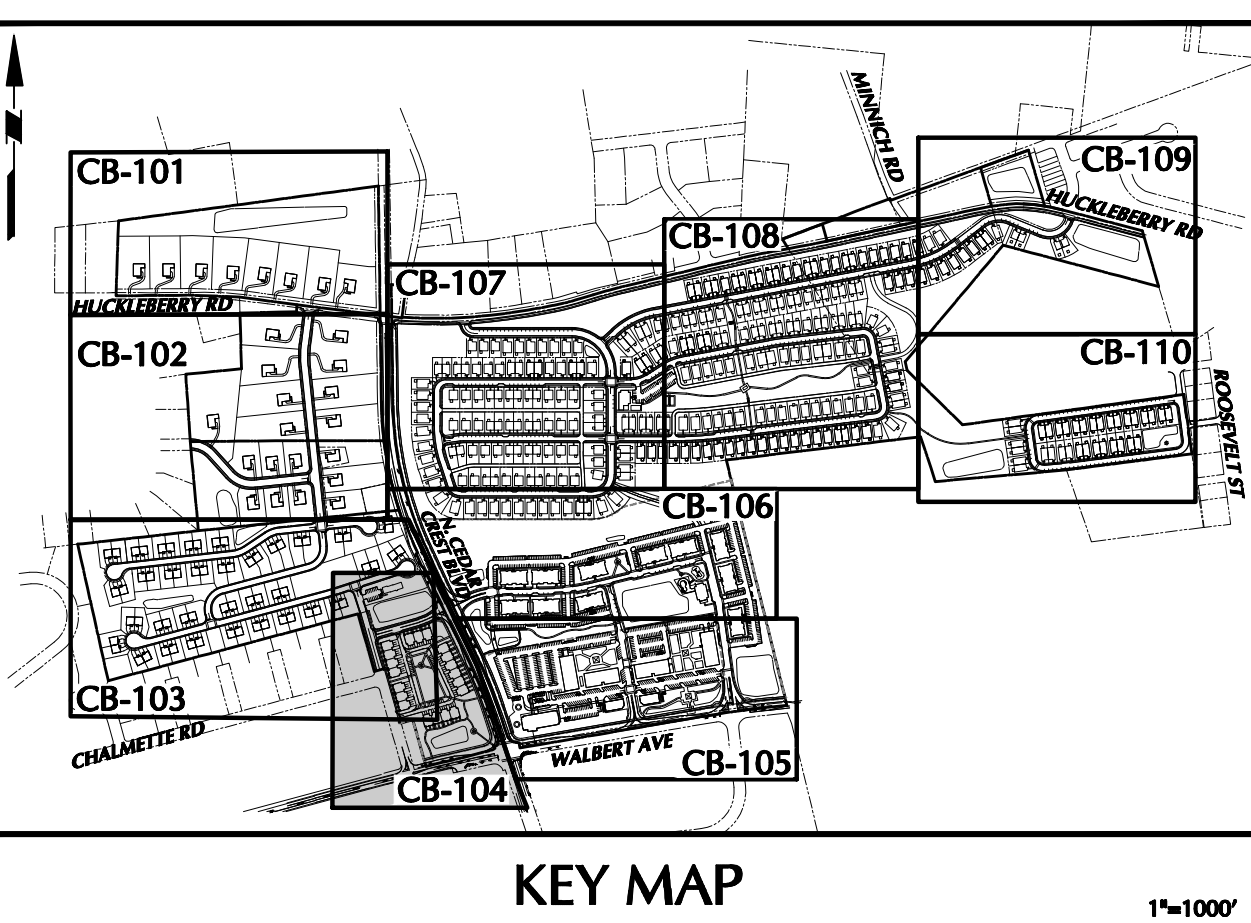 MINNICH RD
CB-101
CB-109
HUCKLEBERRY RD
CB-108
CB-107
HUCKLEBERRY RD
CB-102
CB-110
ROOSEVELT ST
CB-106
N. CEDAR
CREST BLVD
CB-103
CHALMETTE RD
WALBERT AVE
CB-105
CB-104
KEY MAP
1"=1000'